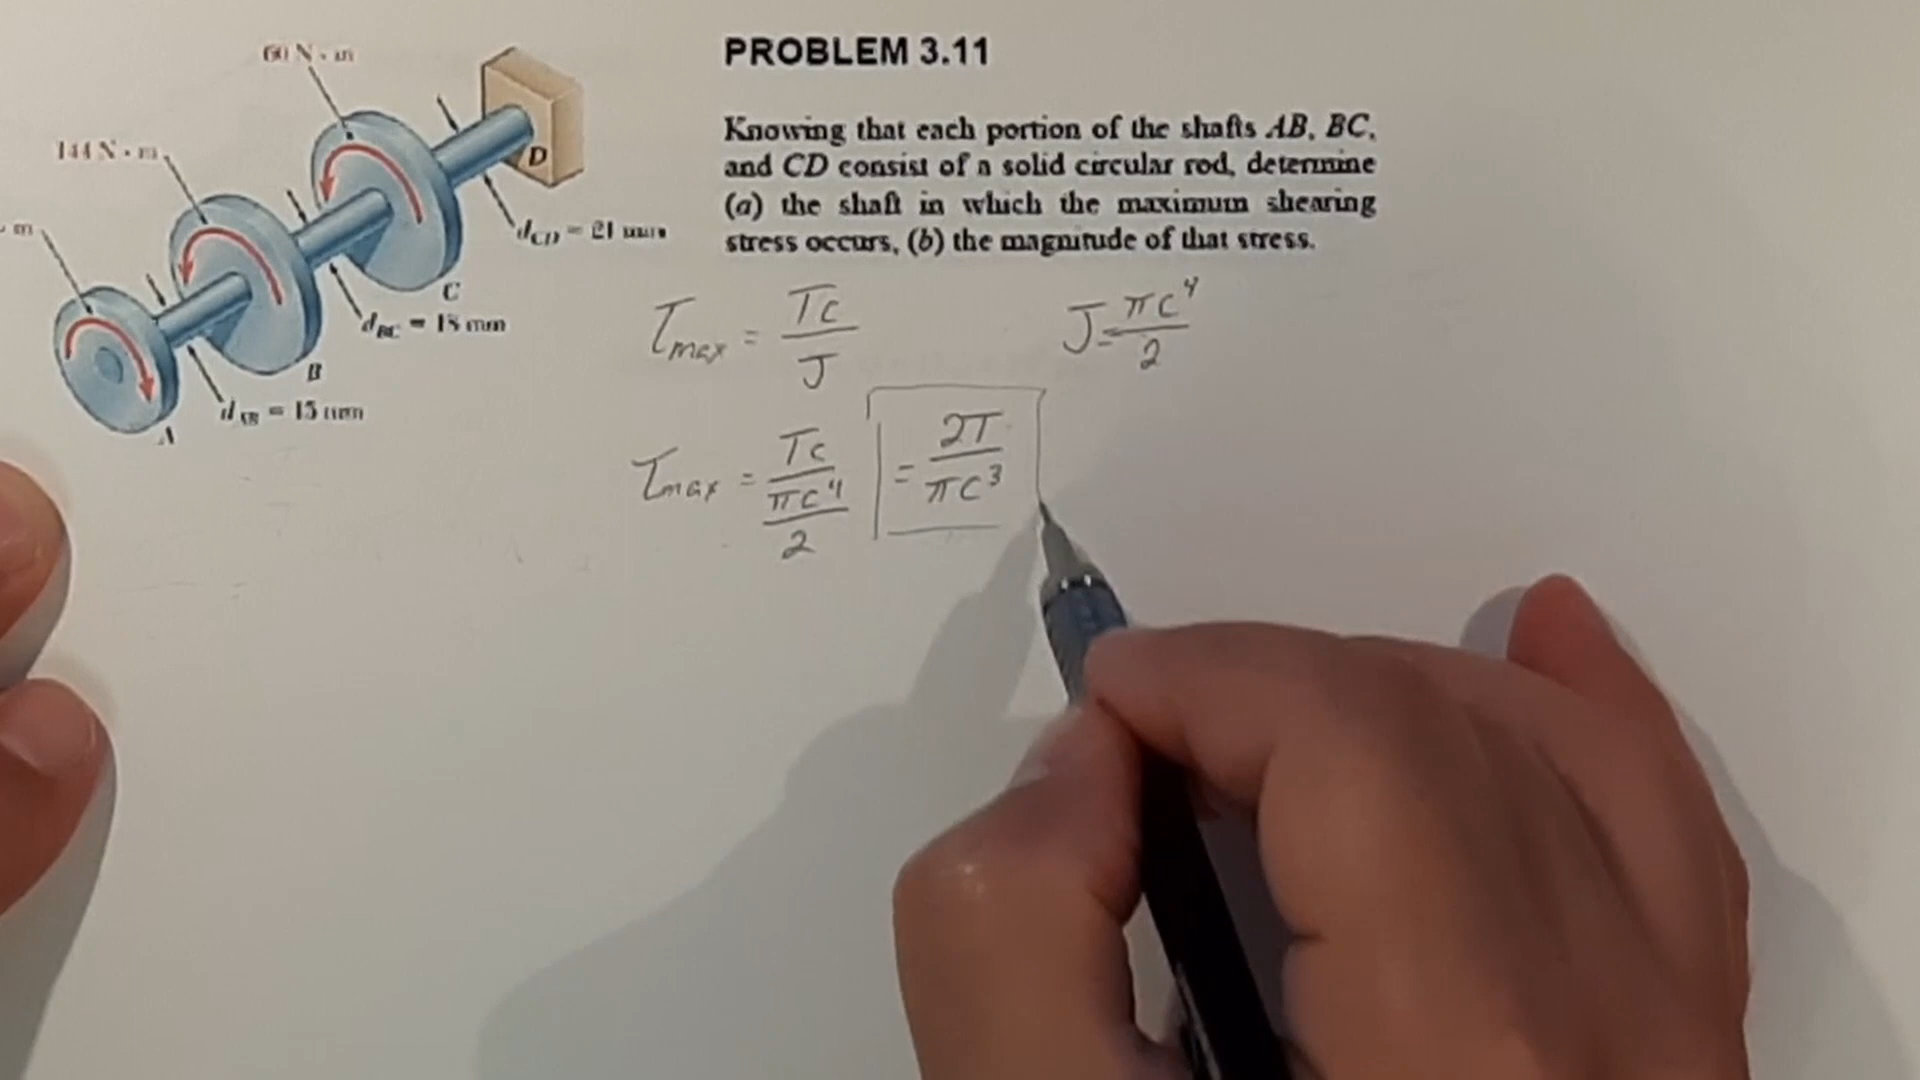 PROBLEM 3.11
Knowing that each portion of the shafts AB, BC,
and CD consist of a solid circular rod, determine
(a) the shaft in which the maximum shearing
stress occurs, (b) the magnitude of that stress.
60 N · m
144 N · m
· m
D
d_CD = 21 mm
C
d_BC = 18 mm
B
d_AB = 15 mm
A
τ_max = Tc / J
J = πc⁴ / 2
τ_max = Tc / (πc⁴ / 2) = 2T / πc³